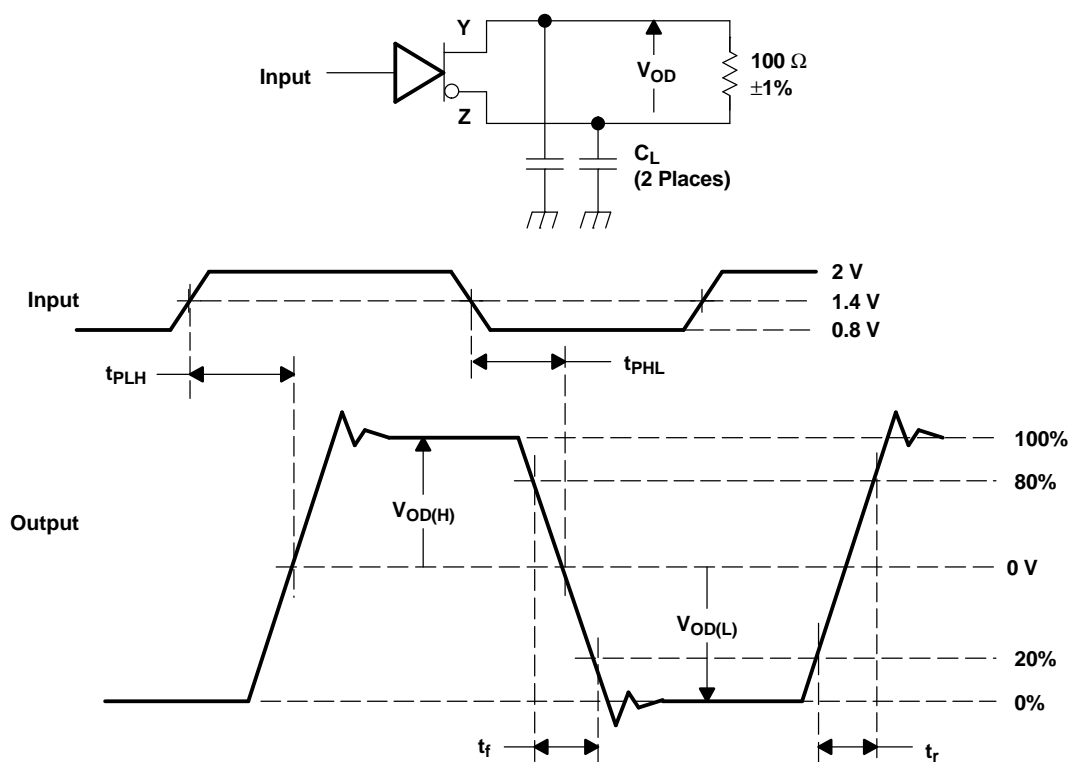 Y
Input
Z
V_OD
100 Ω
±1%
C_L
(2 Places)
Input
2 V
1.4 V
0.8 V
t_PLH
t_PHL
100%
80%
Output
V_OD(H)
0 V
V_OD(L)
20%
0%
t_f
t_r